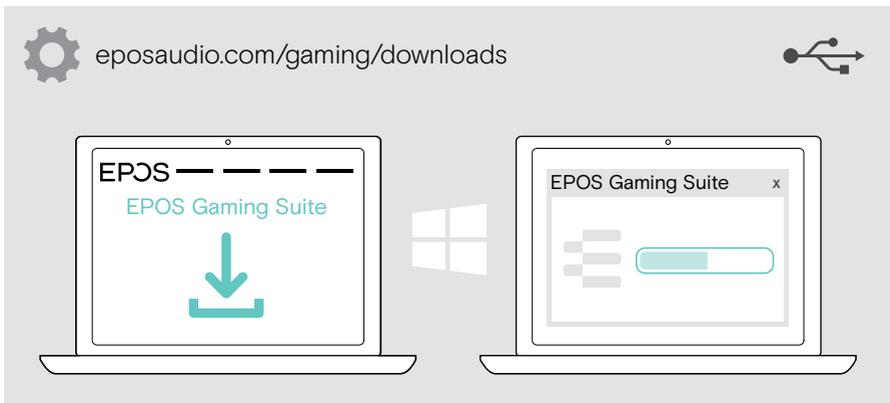 eposaudio.com/gaming/downloads
EPOS
EPOS Gaming Suite
EPOS Gaming Suite x